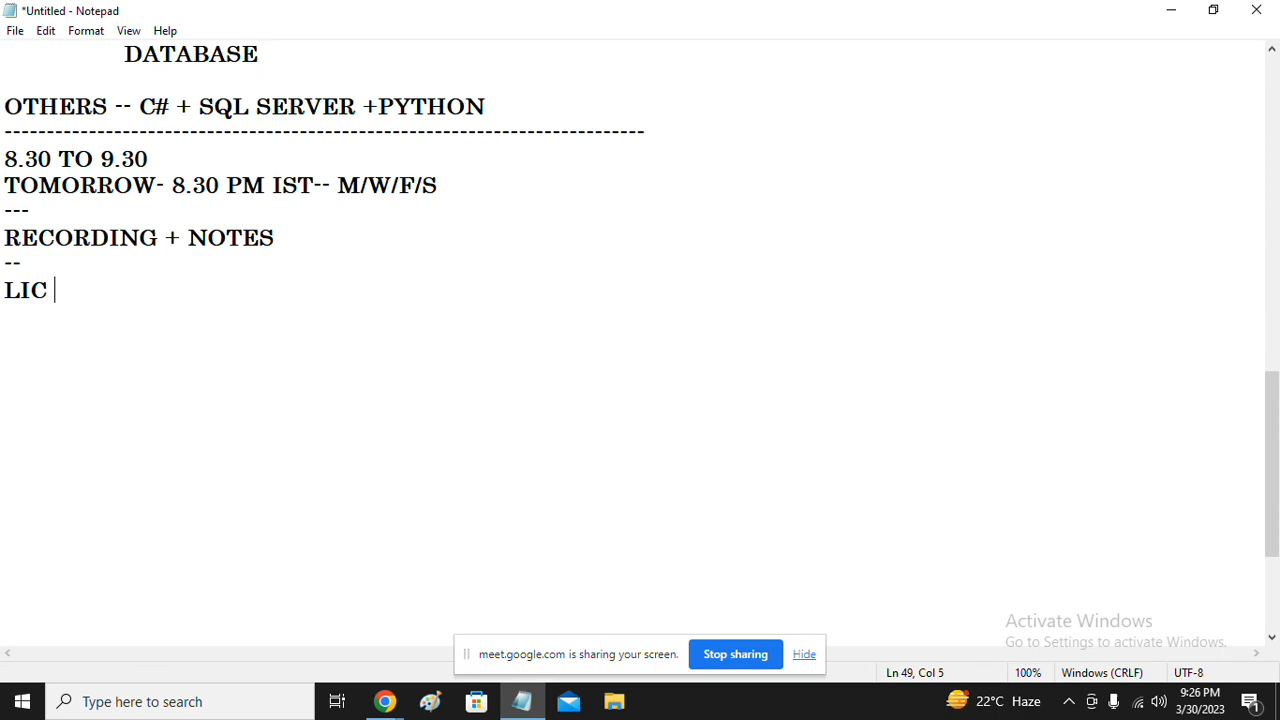 *Untitled - Notepad
File Edit Format View Help
DATABASE
OTHERS -- C# + SQL SERVER +PYTHON
----------------------------------------------------------------------------
8.30 TO 9.30
TOMORROW- 8.30 PM IST-- M/W/F/S
---
RECORDING + NOTES
--
LIC
Activate Windows
Go to Settings to activate Windows.
meet.google.com is sharing your screen. Stop sharing Hide
Ln 49, Col 5 100% Windows (CRLF) UTF-8
Type here to search 22°C Haze 9:26 PM
3/30/2023 1